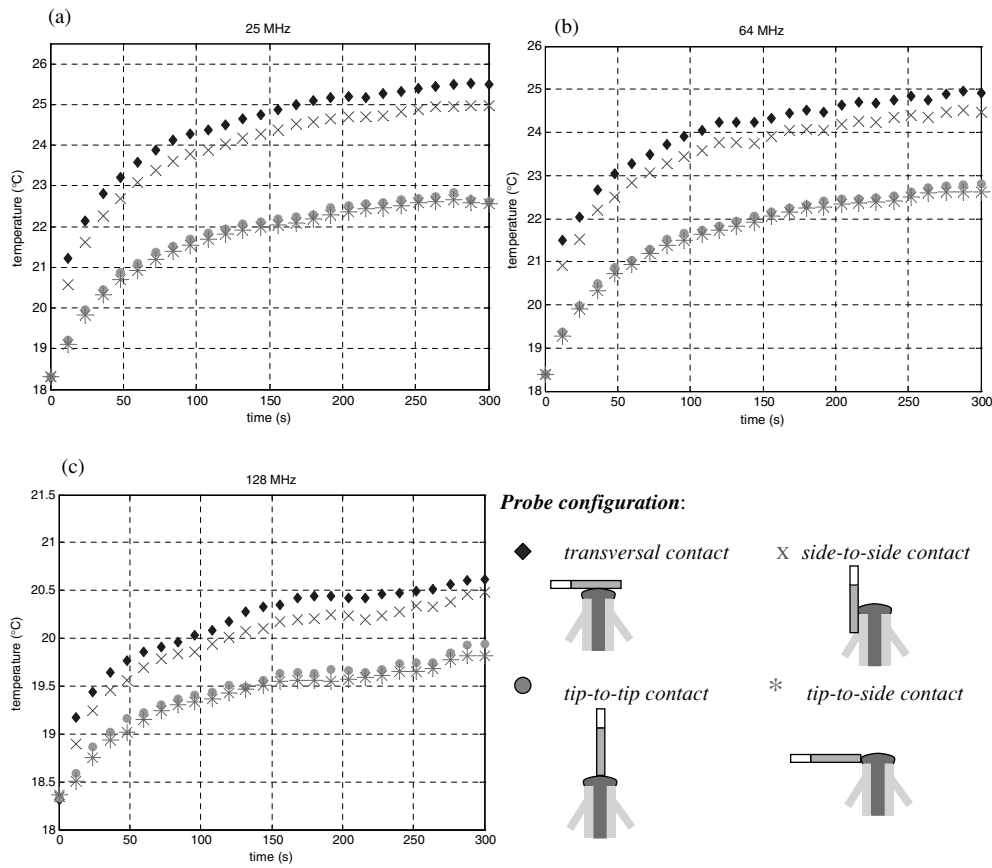 (a)
25 MHz
26
25
24
23
22
21
20
19
18
temperature (°C)
0 50 100 150 200 250 300
time (s)
(b)
64 MHz
26
25
24
23
22
21
20
19
18
temperature (°C)
0 50 100 150 200 250 300
time (s)
(c)
128 MHz
21.5
21
20.5
20
19.5
19
18.5
18
temperature (°C)
0 50 100 150 200 250 300
time (s)
Probe configuration:
transversal contact
x side-to-side contact
tip-to-tip contact
* tip-to-side contact